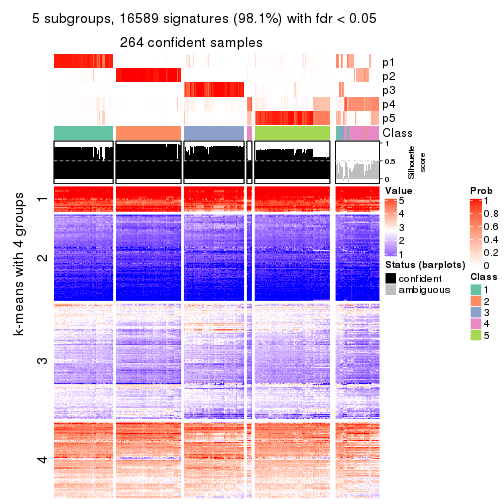 5 subgroups, 16589 signatures (98.1%) with fdr < 0.05
264 confident samples
p1
p2
p3
p4
p5
Class
1
0.5
0
Silhouette
score
k-means with 4 groups
1
2
3
4
Value
5
4
3
2
1
Status (barplots)
confident
ambiguous
Prob
1
0.8
0.6
0.4
0.2
0
Class
1
2
3
4
5